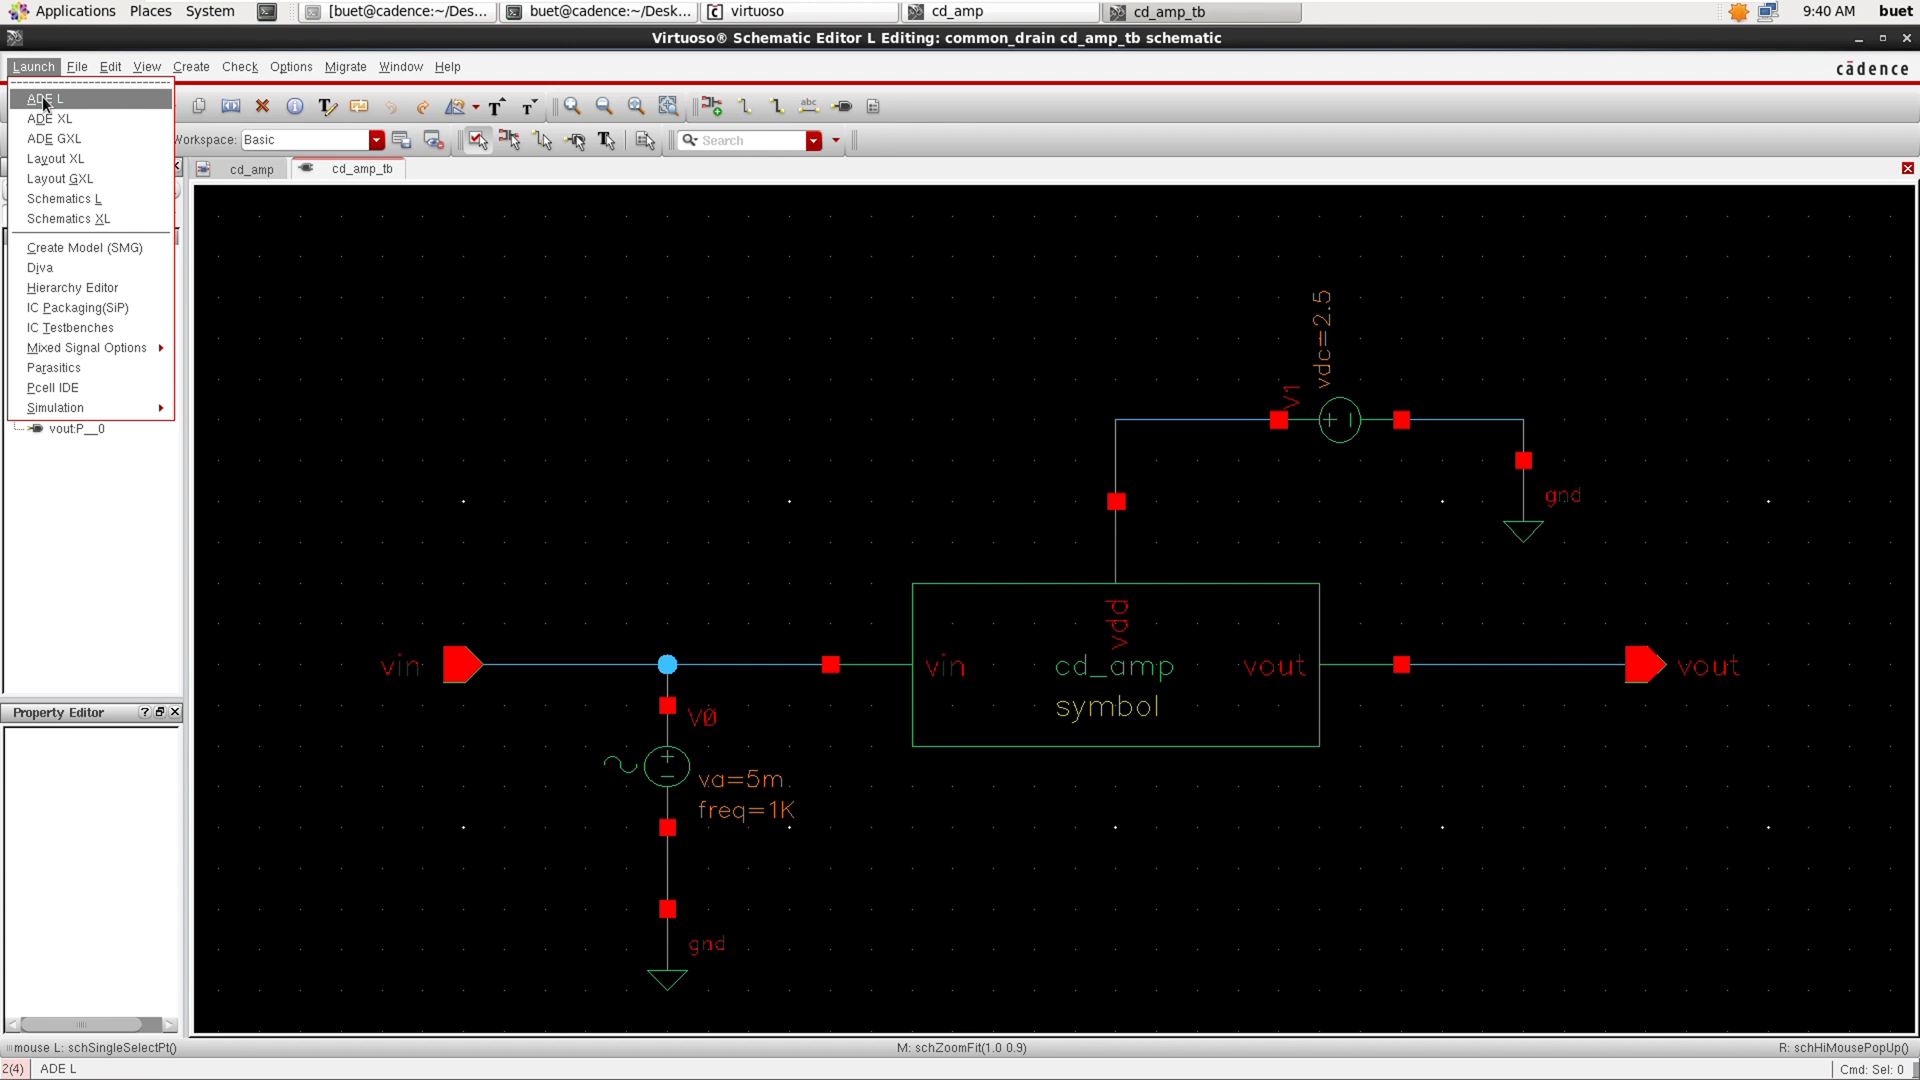 Applications Places System [buet@cadence:~/Des... buet@cadence:~/Desk... virtuoso cd_amp cd_amp_tb 9:40 AM buet
Virtuoso® Schematic Editor L Editing: common_drain cd_amp_tb schematic
Launch File Edit View Create Check Options Migrate Window Help cādence
ADE L
ADE XL
ADE GXL
Layout XL
Layout GXL
Schematics L
Schematics XL
Create Model (SMG)
Diva
Hierarchy Editor
IC Packaging(SiP)
IC Testbenches
Mixed Signal Options
Parasitics
Pcell IDE
Simulation
vout:P__0
Workspace: Basic Search
cd_amp cd_amp_tb
vdc=2.5
V1
gnd
vdd
vin vin cd_amp vout vout
symbol
V0
va=5m
freq=1K
gnd
Property Editor
mouse L: schSingleSelectPt() M: schZoomFit(1.0 0.9) R: schHiMousePopUp()
2(4) ADE L Cmd: Sel: 0